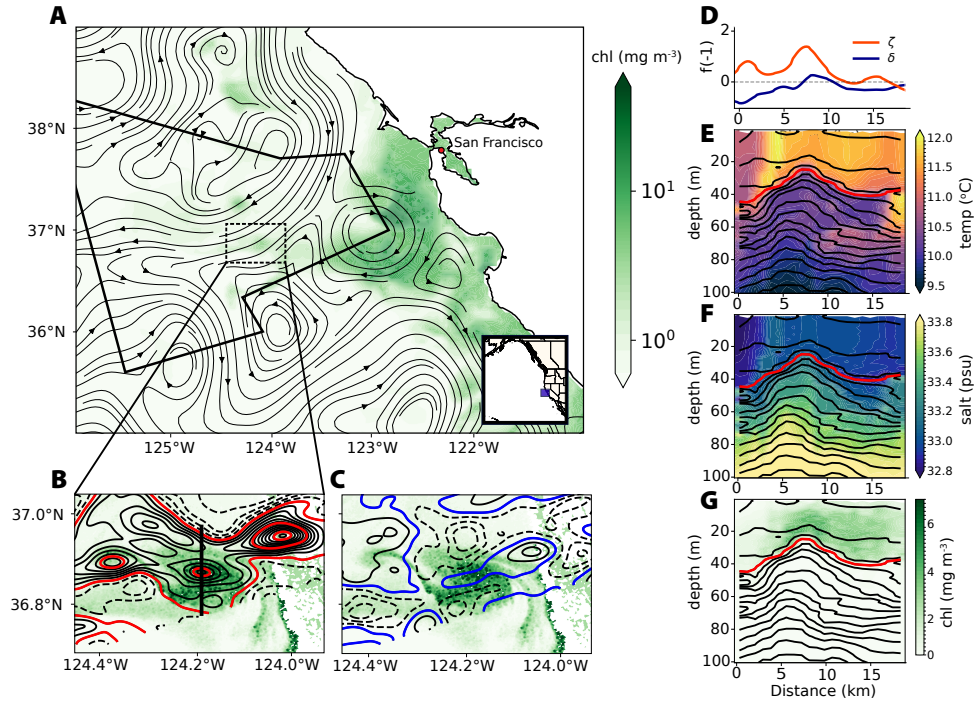 A
chl (mg m⁻³)
38°N
37°N
36°N
San Francisco
10¹
10⁰
125°W
124°W
123°W
122°W
B
37.0°N
36.8°N
124.4°W
124.2°W
124.0°W
C
124.4°W
124.2°W
124.0°W
D
2
0
f(-1)
ζ
δ
E
0
20
40
60
80
100
depth (m)
0
5
10
15
12.0
11.5
11.0
10.5
10.0
9.5
temp (°C)
F
0
20
40
60
80
100
depth (m)
0
5
10
15
33.8
33.6
33.4
33.2
33.0
32.8
salt (psu)
G
0
20
40
60
80
100
depth (m)
0
5
10
15
Distance (km)
6
4
2
0
chl (mg m⁻³)